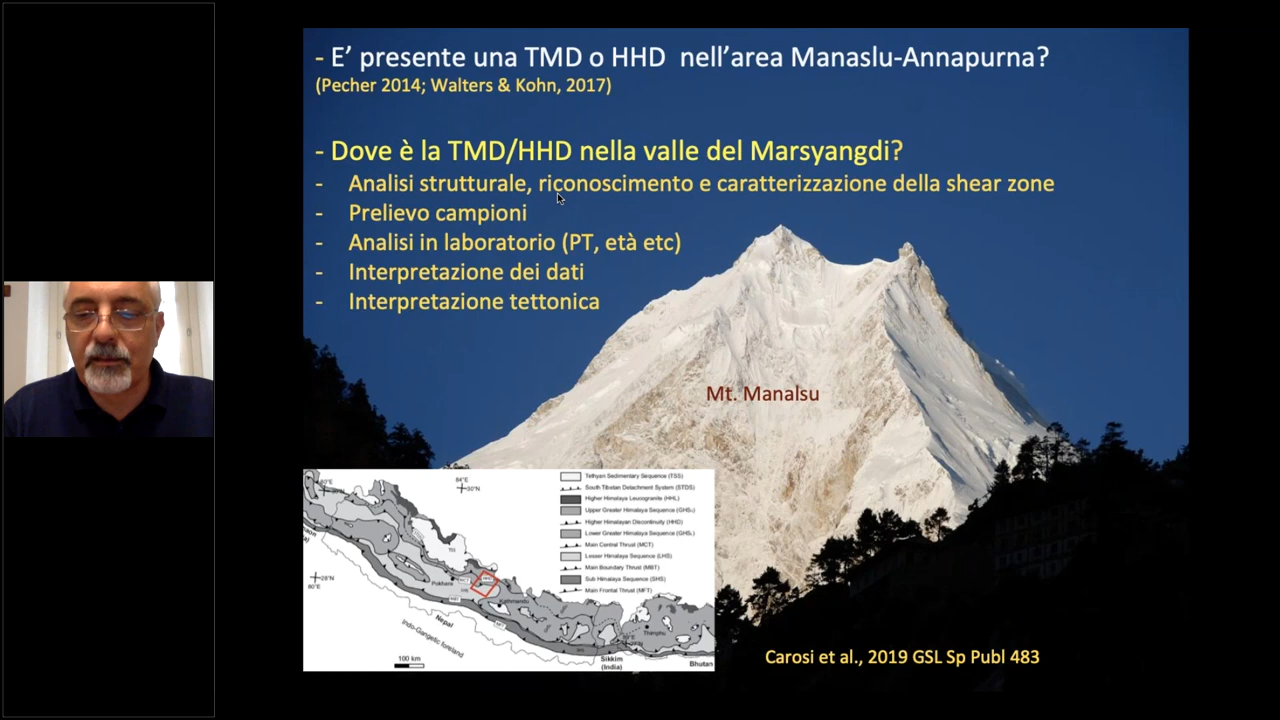 - E’ presente una TMD o HHD nell’area Manaslu-Annapurna?
(Pecher 2014; Walters & Kohn, 2017)
- Dove è la TMD/HHD nella valle del Marsyangdi?
- Analisi strutturale, riconoscimento e caratterizzazione della shear zone
- Prelievo campioni
- Analisi in laboratorio (PT, età etc)
- Interpretazione dei dati
- Interpretazione tettonica
Mt. Manalsu
84°E
30°N
80°E
28°N
Tethyan Sedimentary Sequence (TSS)
South Tibetan Detachment System (STDS)
Higher Himalaya Leucogranite (HHL)
Upper Greater Himalaya Sequence (GHSᵤ)
Higher Himalayan Discontinuity (HHD)
Lower Greater Himalaya Sequence (GHSₗ)
Main Central Thrust (MCT)
Lesser Himalaya Sequence (LHS)
Main Boundary Thrust (MBT)
Sub Himalaya Sequence (SHS)
Main Frontal Thrust (MFT)
Pokhara
Kathmandu
Nepal
Indo-Gangetic foreland
Thimphu
Sikkim
(India)
Bhutan
100 km
Carosi et al., 2019 GSL Sp Publ 483